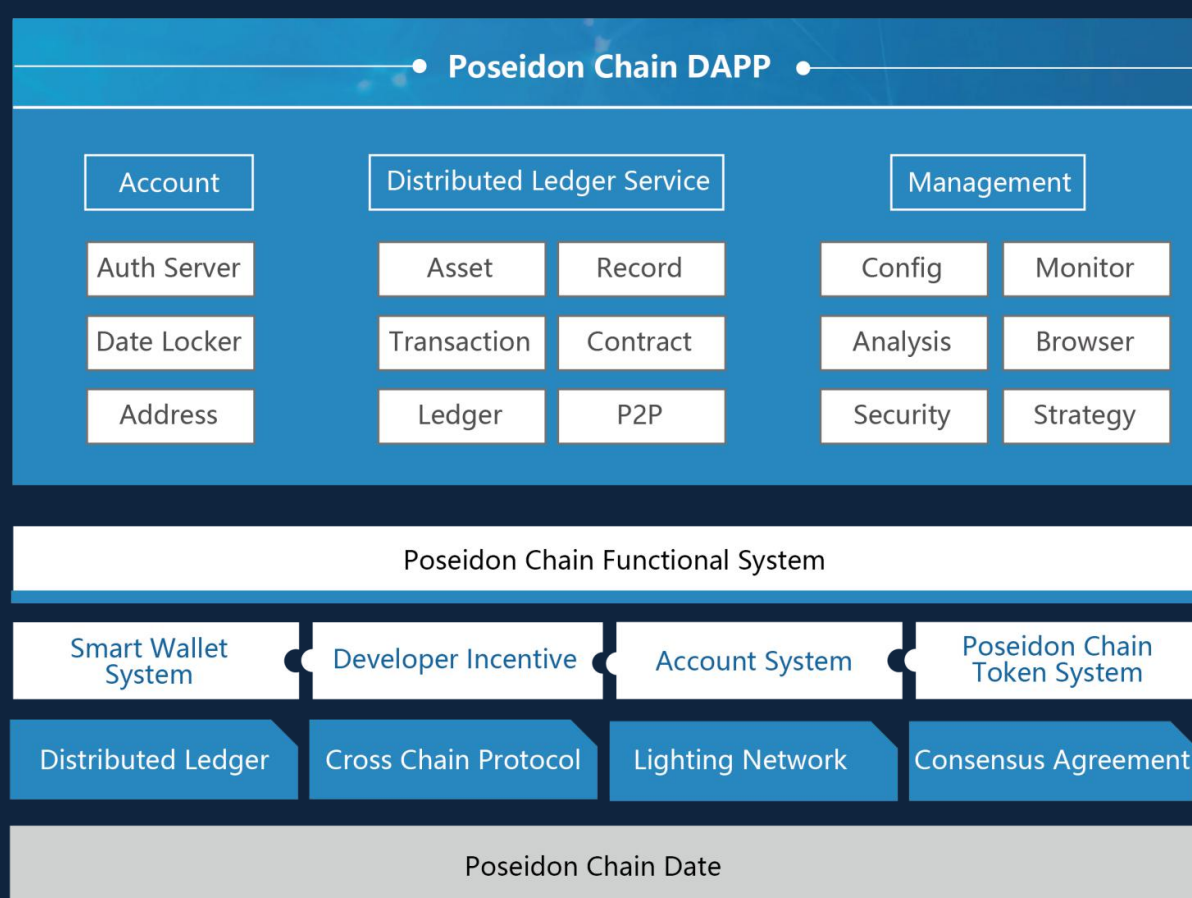 Poseidon Chain DAPP
Account
Distributed Ledger Service
Management
Auth Server
Asset
Record
Config
Monitor
Date Locker
Transaction
Contract
Analysis
Browser
Address
Ledger
P2P
Security
Strategy
Poseidon Chain Functional System
Smart Wallet
System
Developer Incentive
Account System
Poseidon Chain
Token System
Distributed Ledger
Cross Chain Protocol
Lighting Network
Consensus Agreement
Poseidon Chain Date